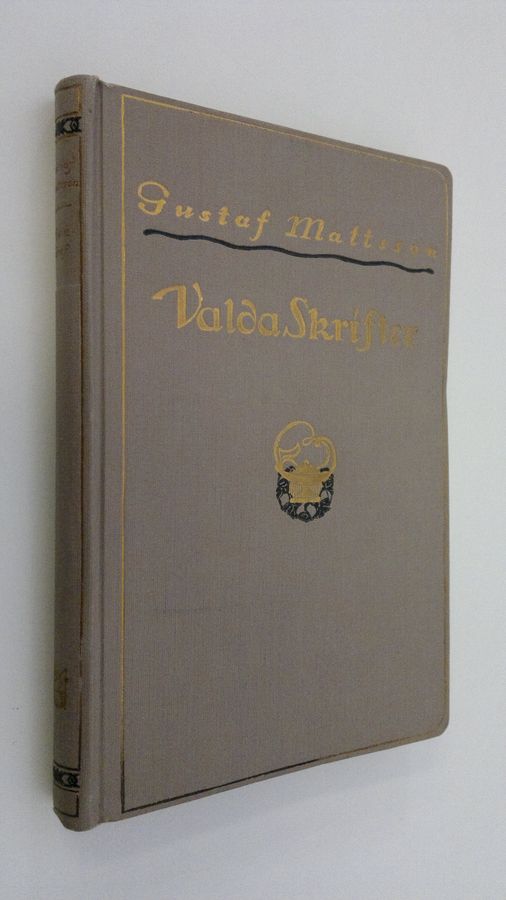 Gustaf Mattsson
Valda Skrifter